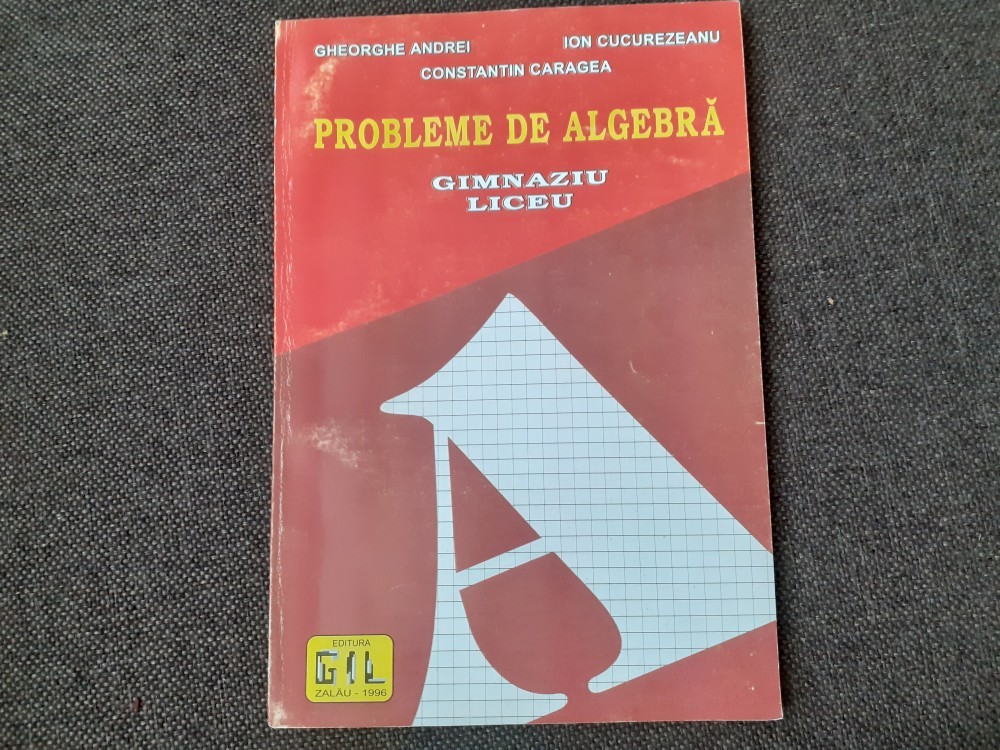 GHEORGHE ANDREI ION CUCUREZEANU
CONSTANTIN CARAGEA
PROBLEME DE ALGEBRĂ
GIMNAZIU
LICEU
EDITURA
GIL
ZALĂU - 1996